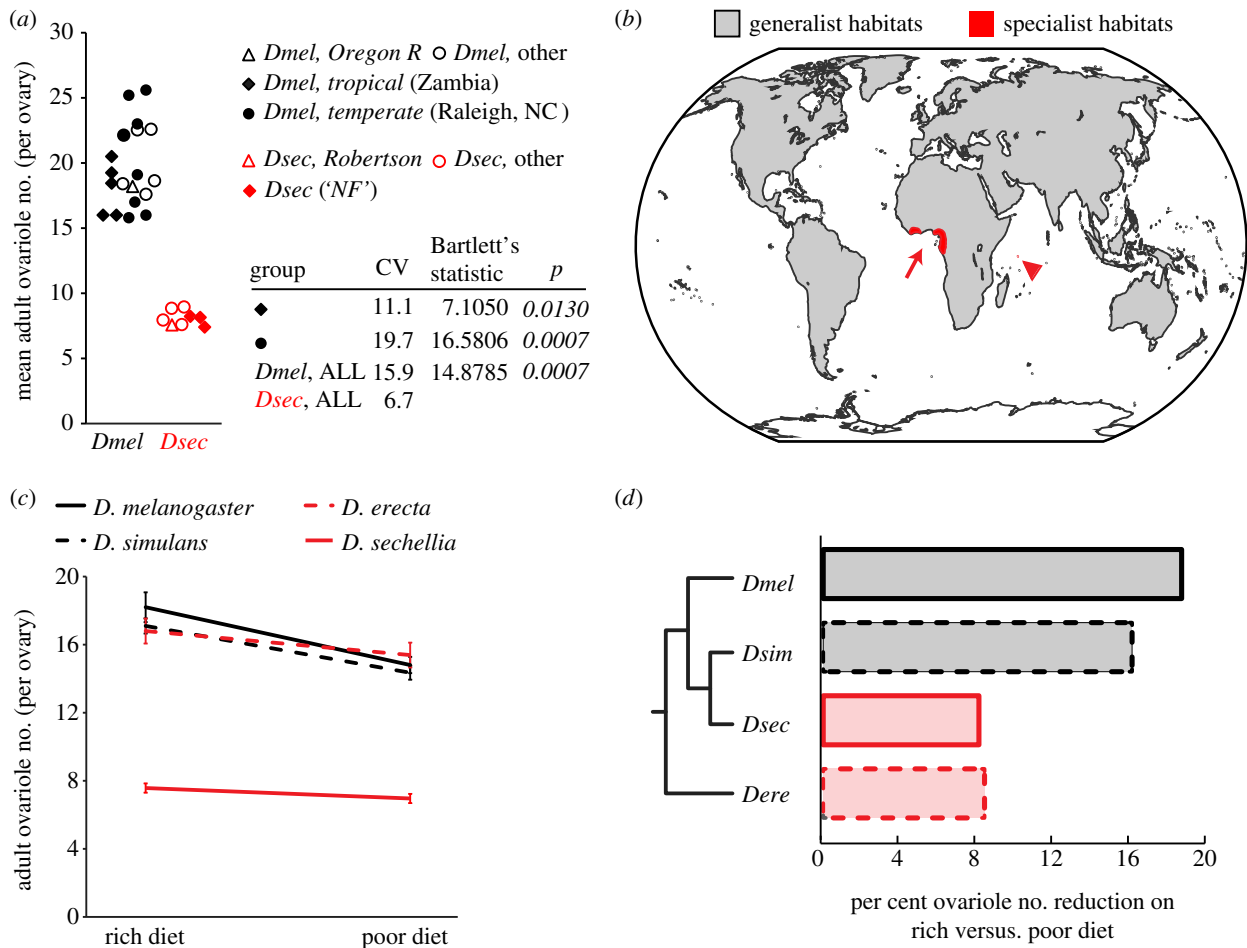 (a)
30
25
20
15
10
5
0
mean adult ovariole no. (per ovary)
Dmel Dsec
Dmel, Oregon R Dmel, other
Dmel, tropical (Zambia)
Dmel, temperate (Raleigh, NC)
Dsec, Robertson Dsec, other
Dsec ('NF')
group CV Bartlett's statistic p
11.1 7.1050 0.0130
19.7 16.5806 0.0007
Dmel, ALL 15.9 14.8785 0.0007
Dsec, ALL 6.7
(b)
generalist habitats specialist habitats
(c)
D. melanogaster D. erecta
D. simulans D. sechellia
20
16
12
8
4
0
adult ovariole no. (per ovary)
rich diet poor diet
(d)
Dmel
Dsim
Dsec
Dere
0 4 8 12 16 20
per cent ovariole no. reduction on
rich versus. poor diet